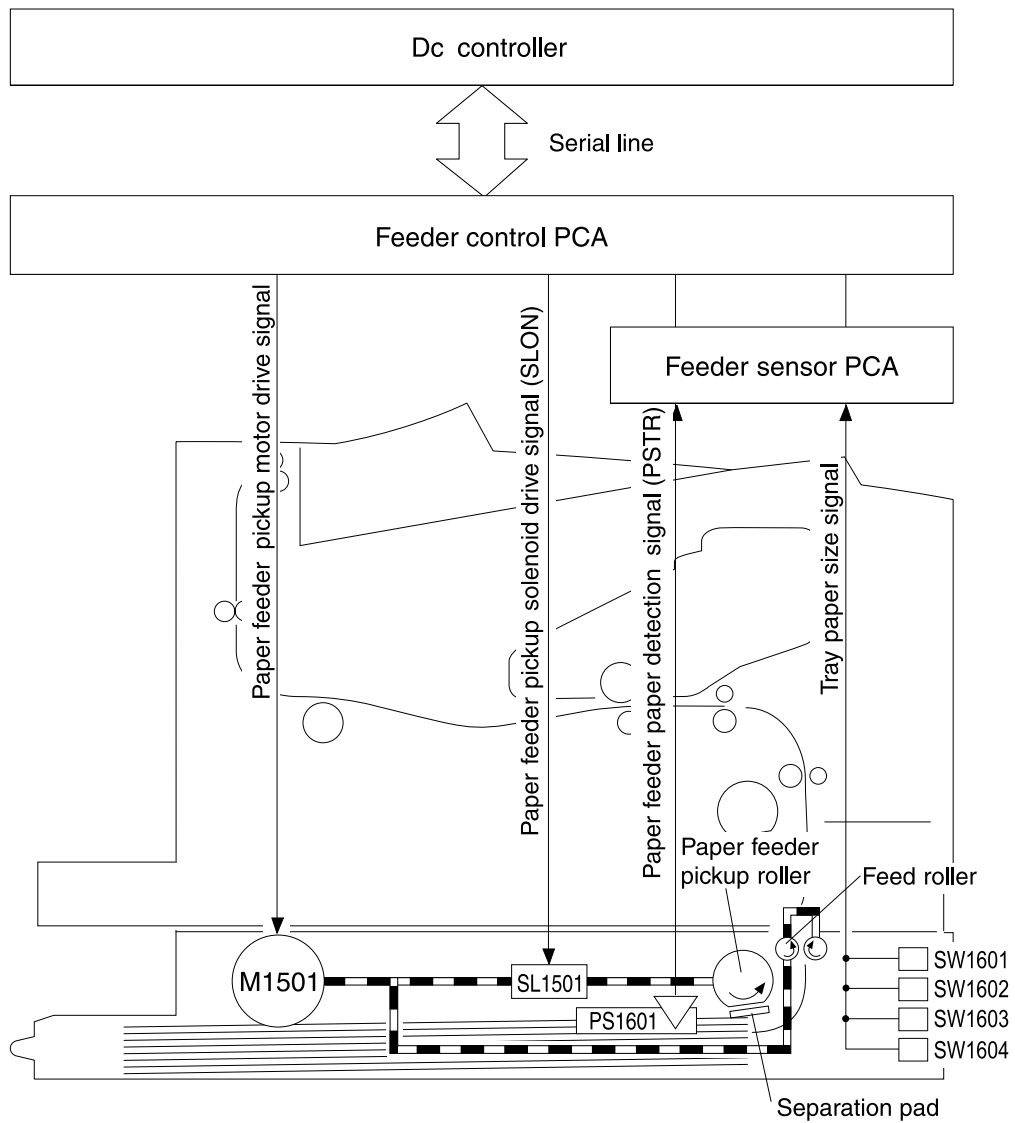 Dc controller
Serial line
Feeder control PCA
Paper feeder pickup motor drive signal
Paper feeder pickup solenoid drive signal (SLON)
Paper feeder paper detection signal (PSTR)
Tray paper size signal
Feeder sensor PCA
Paper feeder
pickup roller
Feed roller
M1501
SL1501
PS1601
SW1601
SW1602
SW1603
SW1604
Separation pad